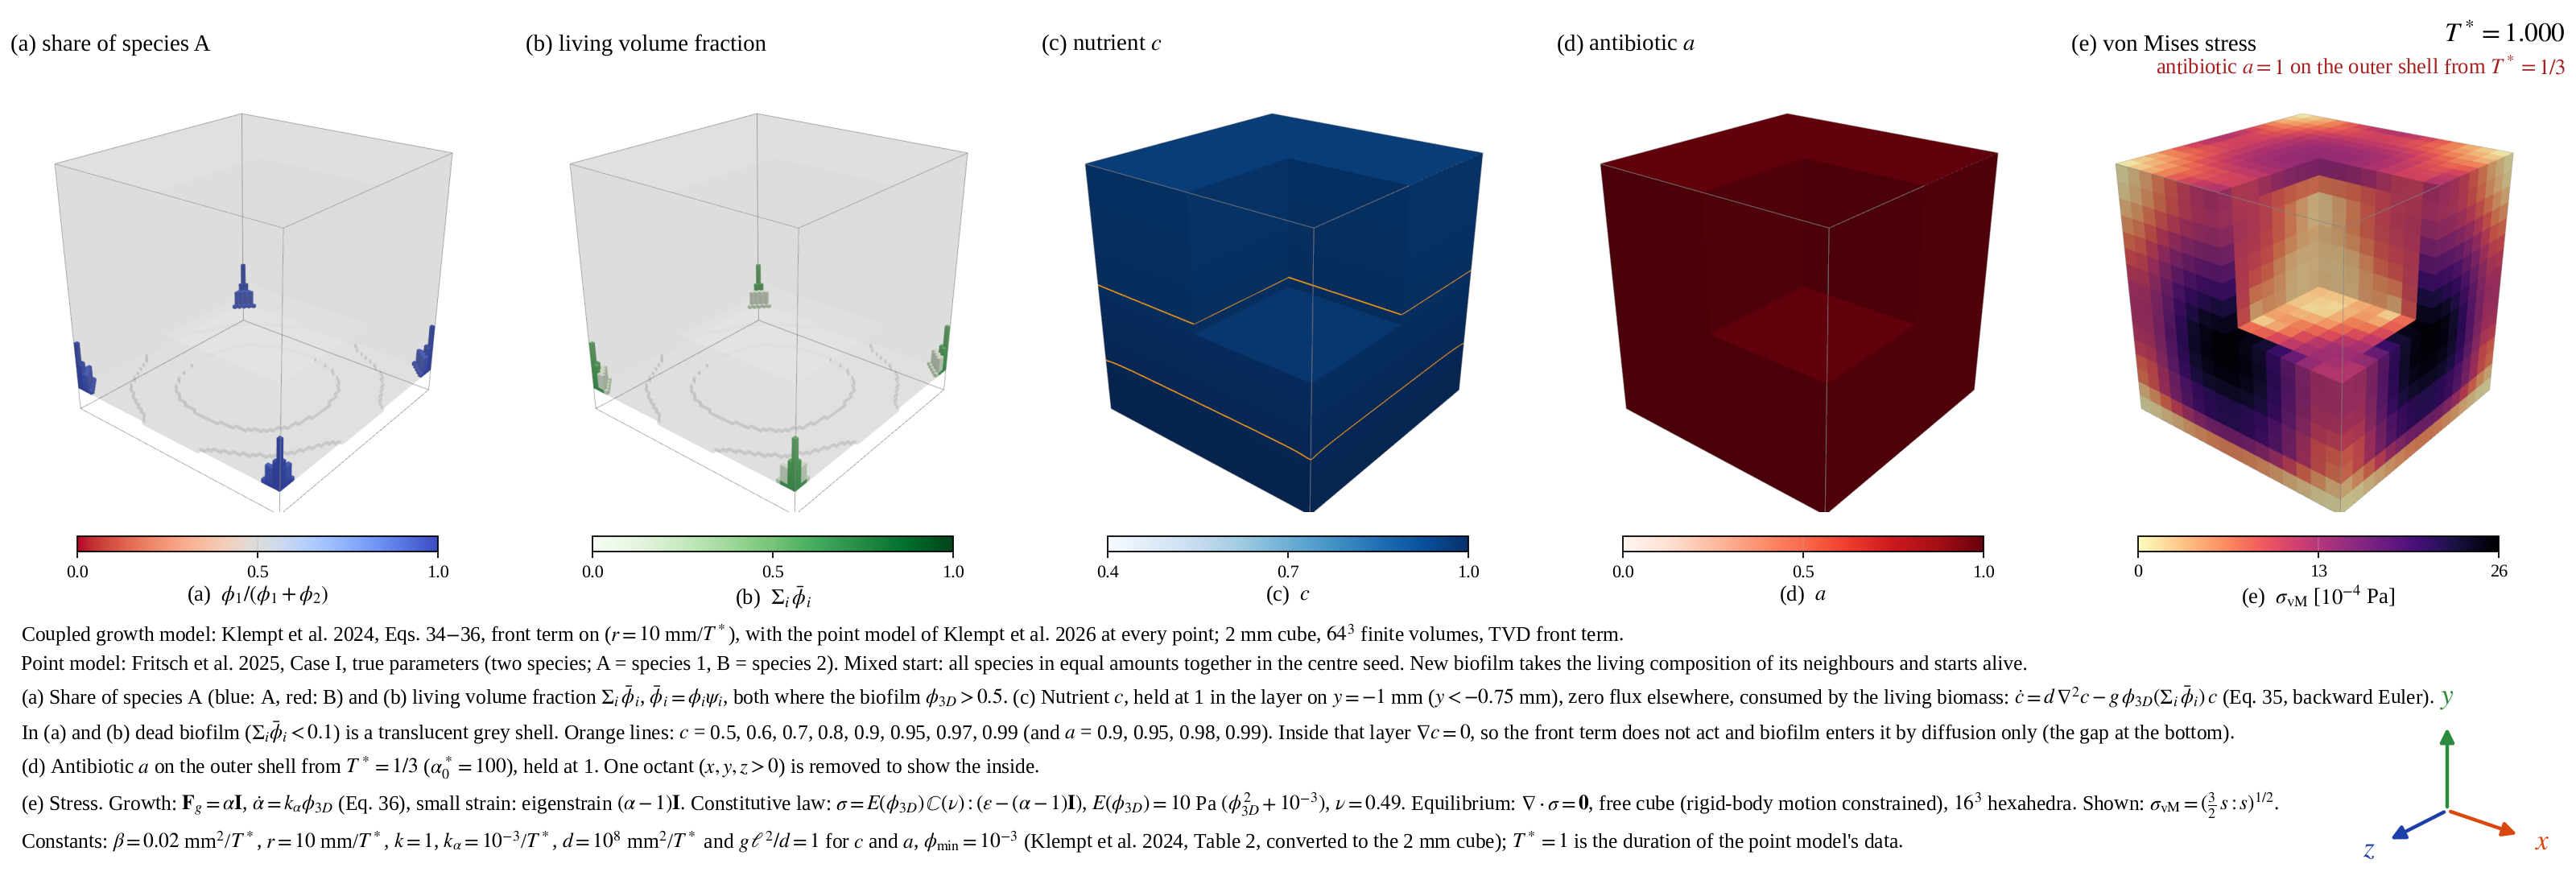 (a) share of species A
(b) living volume fraction
(c) nutrient c
(d) antibiotic a
(e) von Mises stress
T* = 1.000
antibiotic a = 1 on the outer shell from T* = 1/3
0.0 0.5 1.0
(a) ϕ₁/(ϕ₁ + ϕ₂)
0.0 0.5 1.0
(b) Σᵢ ϕ̄ᵢ
0.4 0.7 1.0
(c) c
0.0 0.5 1.0
(d) a
0 13 26
(e) σ_vM [10⁻⁴ Pa]
Coupled growth model: Klempt et al. 2024, Eqs. 34−36, front term on (r = 10 mm/T*), with the point model of Klempt et al. 2026 at every point; 2 mm cube, 64³ finite volumes, TVD front term.
Point model: Fritsch et al. 2025, Case I, true parameters (two species; A = species 1, B = species 2). Mixed start: all species in equal amounts together in the centre seed. New biofilm takes the living composition of its neighbours and starts alive.
(a) Share of species A (blue: A, red: B) and (b) living volume fraction Σᵢ ϕ̄ᵢ, ϕ̄ᵢ = ϕᵢψᵢ, both where the biofilm ϕ₃D > 0.5. (c) Nutrient c, held at 1 in the layer on y = −1 mm (y < −0.75 mm), zero flux elsewhere, consumed by the living biomass: ċ = d ∇²c − g ϕ₃D(Σᵢ ϕ̄ᵢ) c (Eq. 35, backward Euler).
In (a) and (b) dead biofilm (Σᵢϕ̄ᵢ < 0.1) is a translucent grey shell. Orange lines: c = 0.5, 0.6, 0.7, 0.8, 0.9, 0.95, 0.97, 0.99 (and a = 0.9, 0.95, 0.98, 0.99). Inside that layer ∇c = 0, so the front term does not act and biofilm enters it by diffusion only (the gap at the bottom).
(d) Antibiotic a on the outer shell from T* = 1/3 (α₀* = 100), held at 1. One octant (x, y, z > 0) is removed to show the inside.
(e) Stress. Growth: F_g = αI, α̇ = k_α ϕ₃D (Eq. 36), small strain: eigenstrain (α − 1)I. Constitutive law: σ = E(ϕ₃D) ℂ(ν) : (ε − (α − 1)I), E(ϕ₃D) = 10 Pa (ϕ²₃D + 10⁻³), ν = 0.49. Equilibrium: ∇ · σ = 0, free cube (rigid-body motion constrained), 16³ hexahedra. Shown: σ_vM = (3/2 s : s)^1/2.
Constants: β = 0.02 mm²/T*, r = 10 mm/T*, k = 1, k_α = 10⁻³/T*, d = 10⁸ mm²/T* and gℓ²/d = 1 for c and a, ϕ_min = 10⁻³ (Klempt et al. 2024, Table 2, converted to the 2 mm cube); T* = 1 is the duration of the point model's data.
y
z
x